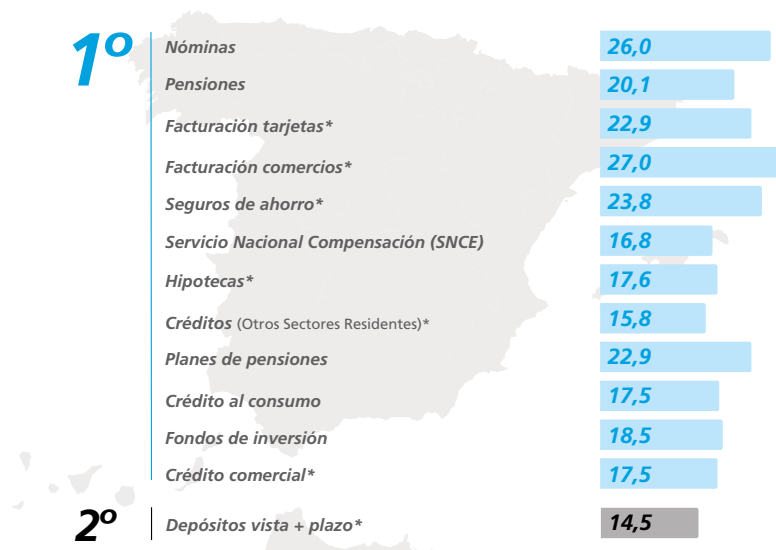 1º
Nóminas 26,0
Pensiones 20,1
Facturación tarjetas* 22,9
Facturación comercios* 27,0
Seguros de ahorro* 23,8
Servicio Nacional Compensación (SNCE) 16,8
Hipotecas* 17,6
Créditos (Otros Sectores Residentes)* 15,8
Planes de pensiones 22,9
Crédito al consumo 17,5
Fondos de inversión 18,5
Crédito comercial* 17,5
2º
Depósitos vista + plazo* 14,5